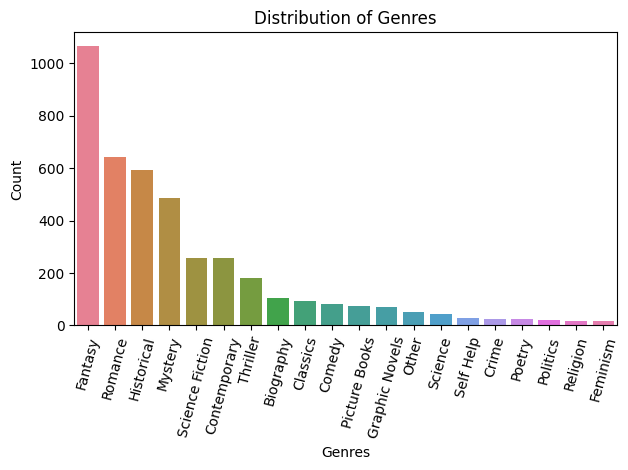 Distribution of Genres
Count
1000
800
600
400
200
0
Fantasy
Romance
Historical
Mystery
Science Fiction
Contemporary
Thriller
Biography
Classics
Comedy
Picture Books
Graphic Novels
Other
Science
Self Help
Crime
Poetry
Politics
Religion
Feminism
Genres